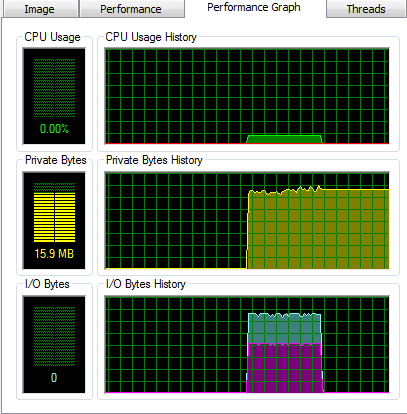 Image Performance Performance Graph Threads
CPU Usage CPU Usage History
0.00%
Private Bytes Private Bytes History
15.9 MB
I/O Bytes I/O Bytes History
0